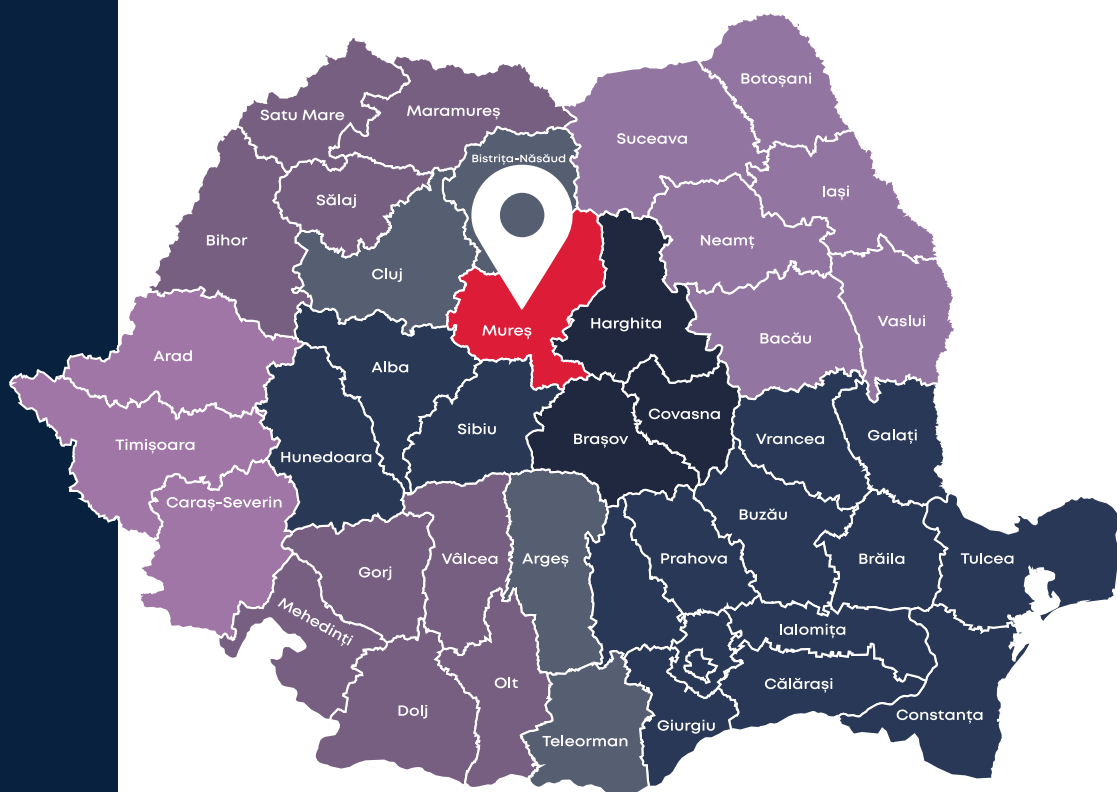 Botoșani
Satu Mare
Maramureș
Suceava
Bistrița-Năsăud
Iași
Sălaj
Neamț
Bihor
Cluj
Vaslui
Mureș
Harghita
Bacău
Arad
Alba
Covasna
Sibiu
Brașov
Vrancea
Galați
Timișoara
Hunedoara
Caraș-Severin
Buzău
Vâlcea
Argeș
Prahova
Brăila
Tulcea
Gorj
Mehedinți
Ialomița
Olt
Călărași
Dolj
Giurgiu
Constanța
Teleorman